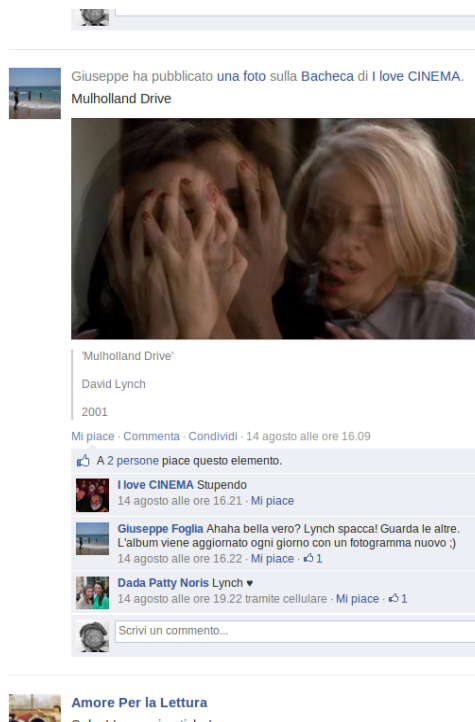 Giuseppe ha pubblicato una foto sulla Bacheca di I love CINEMA.
Mulholland Drive
'Mulholland Drive'
David Lynch
2001
Mi piace · Commenta · Condividi · 14 agosto alle ore 16.09
A 2 persone piace questo elemento.
I love CINEMA Stupendo
14 agosto alle ore 16.21 · Mi piace
Giuseppe Foglia Ahaha bella vero? Lynch spacca! Guarda le altre.
L'album viene aggiornato ogni giorno con un fotogramma nuovo ;)
14 agosto alle ore 16.22 · Mi piace · 1
Dada Patty Noris Lynch ♥
14 agosto alle ore 19.22 tramite cellulare · Mi piace · 1
Scrivi un commento...
Amore Per la Lettura